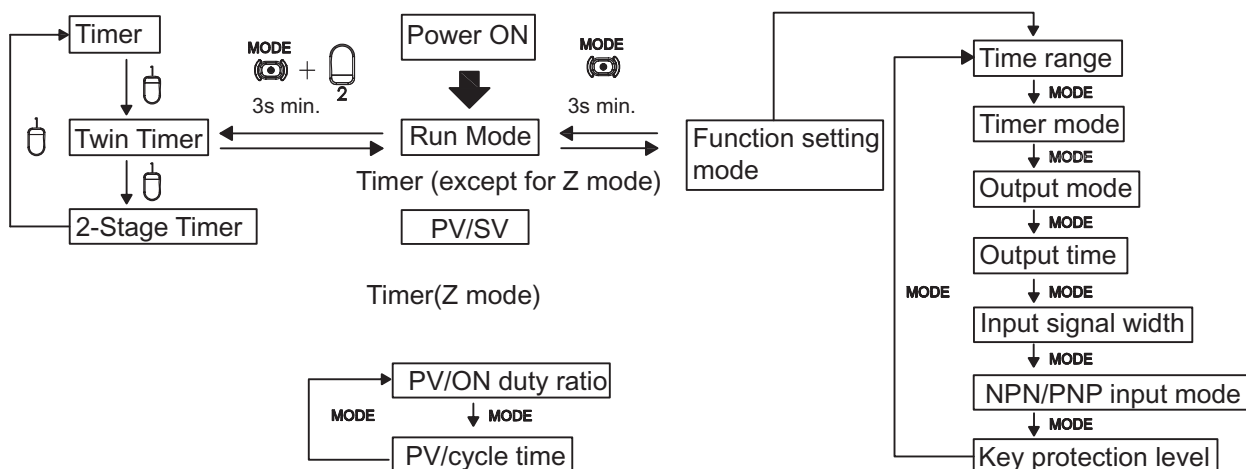 Timer
1
1
Twin Timer
1
2-Stage Timer
MODE
+
2
3s min.
Power ON
MODE
3s min.
Run Mode
Timer (except for Z mode)
PV/SV
Timer(Z mode)
PV/ON duty ratio
MODE
MODE
PV/cycle time
Function setting
mode
Time range
MODE
Timer mode
MODE
Output mode
MODE
Output time
MODE
MODE
Input signal width
MODE
NPN/PNP input mode
MODE
Key protection level